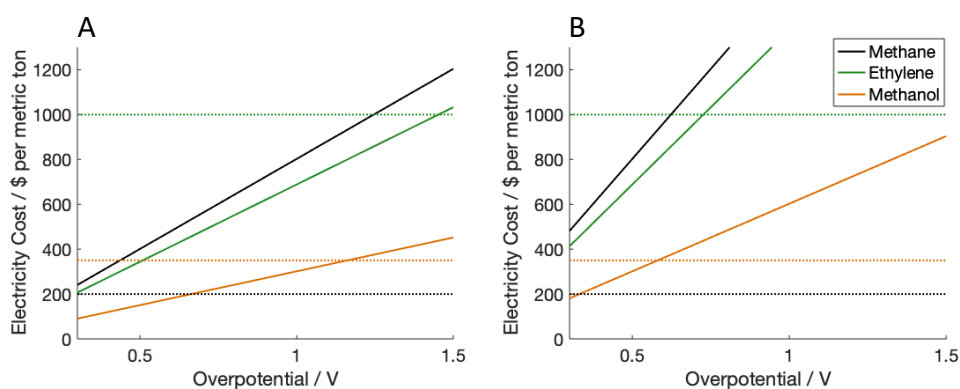 A
Electricity Cost / $ per metric ton
1200
1000
800
600
400
200
0
0.5
1
1.5
Overpotential / V
B
Electricity Cost / $ per metric ton
1200
1000
800
600
400
200
0
0.5
1
1.5
Overpotential / V
Methane
Ethylene
Methanol